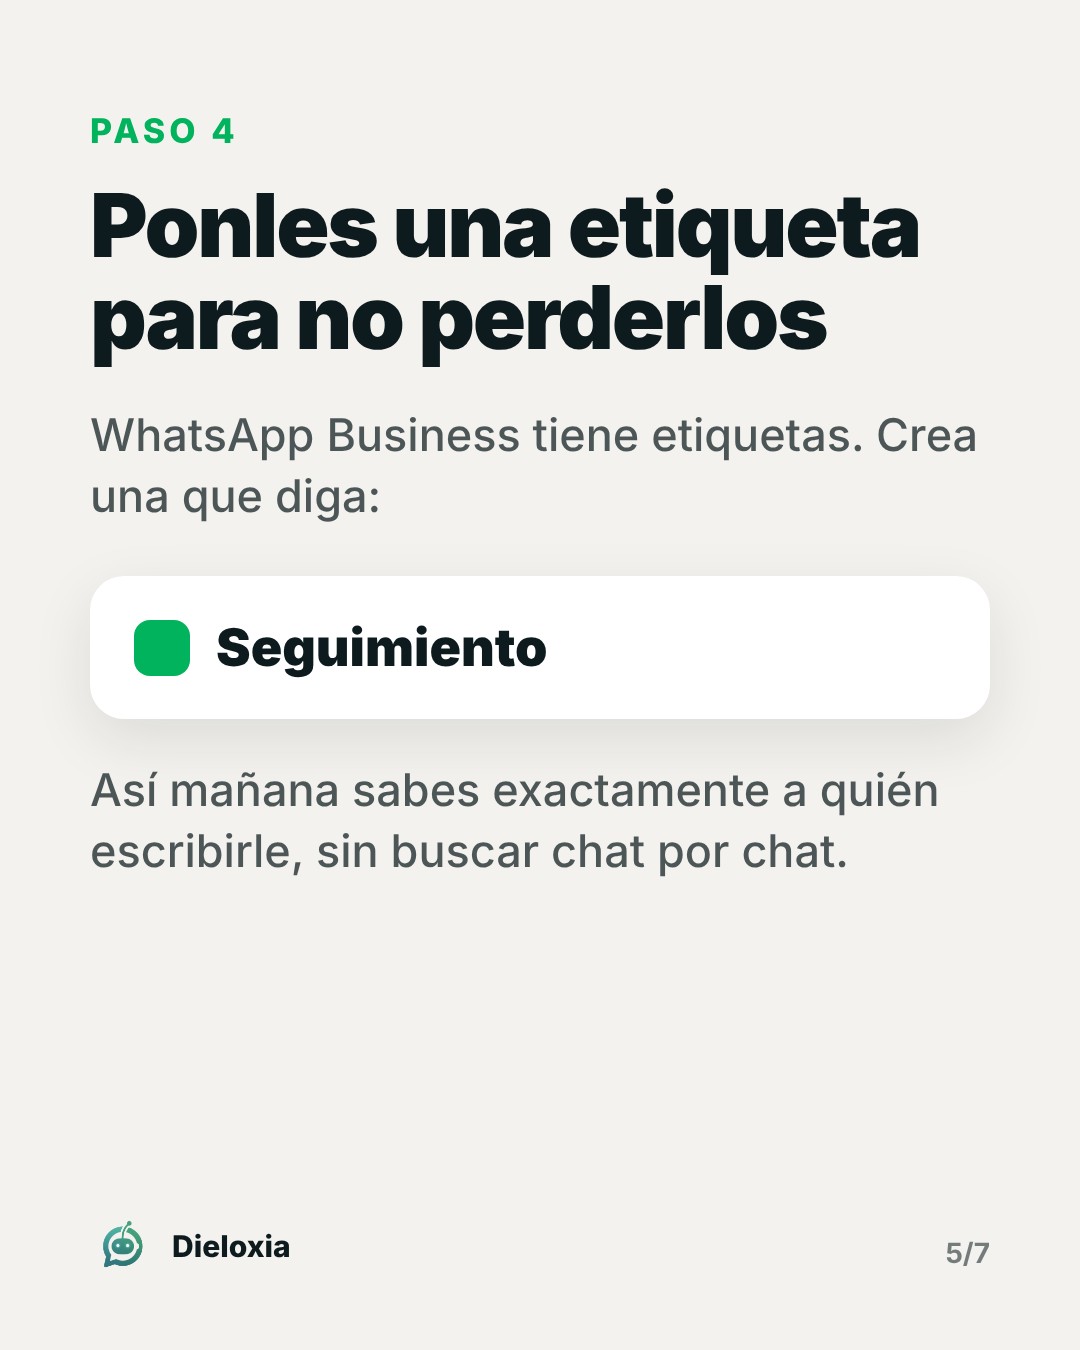 PASO 4
Ponles una etiqueta
para no perderlos
WhatsApp Business tiene etiquetas. Crea
una que diga:
Seguimiento
Así mañana sabes exactamente a quién
escribirle, sin buscar chat por chat.
Dieloxia
5/7